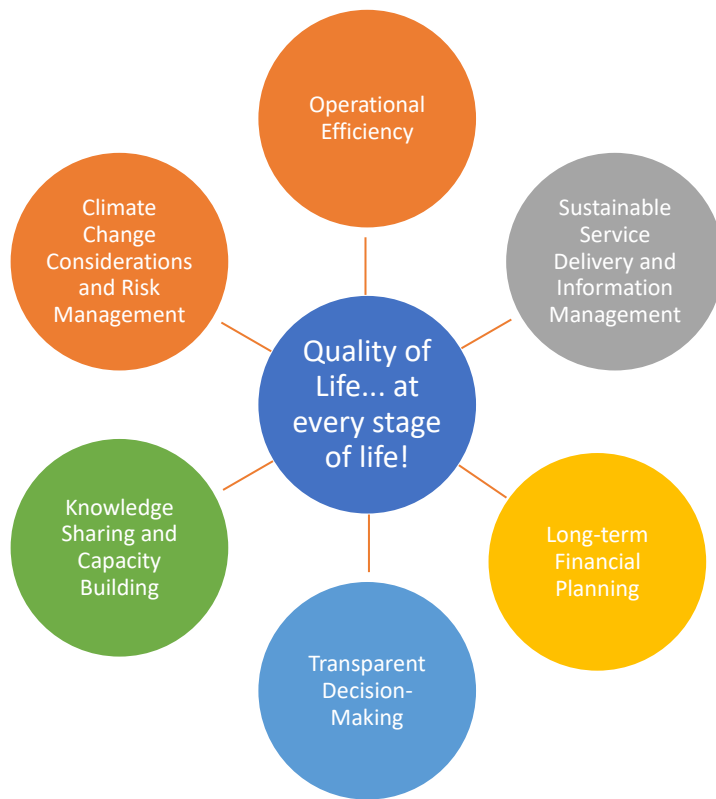 Operational
Efficiency
Sustainable
Service
Delivery and
Information
Management
Long-term
Financial
Planning
Transparent
Decision-
Making
Knowledge
Sharing and
Capacity
Building
Climate
Change
Considerations
and Risk
Management
Quality of
Life... at
every stage
of life!